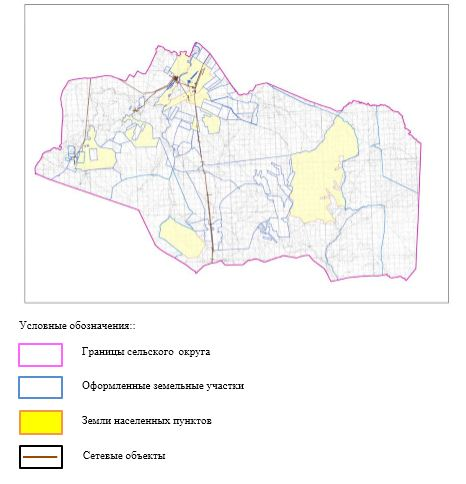 Условные обозначения::
Границы сельского округа
Оформленные земельные участки
Земли населенных пунктов
Сетевые объекты